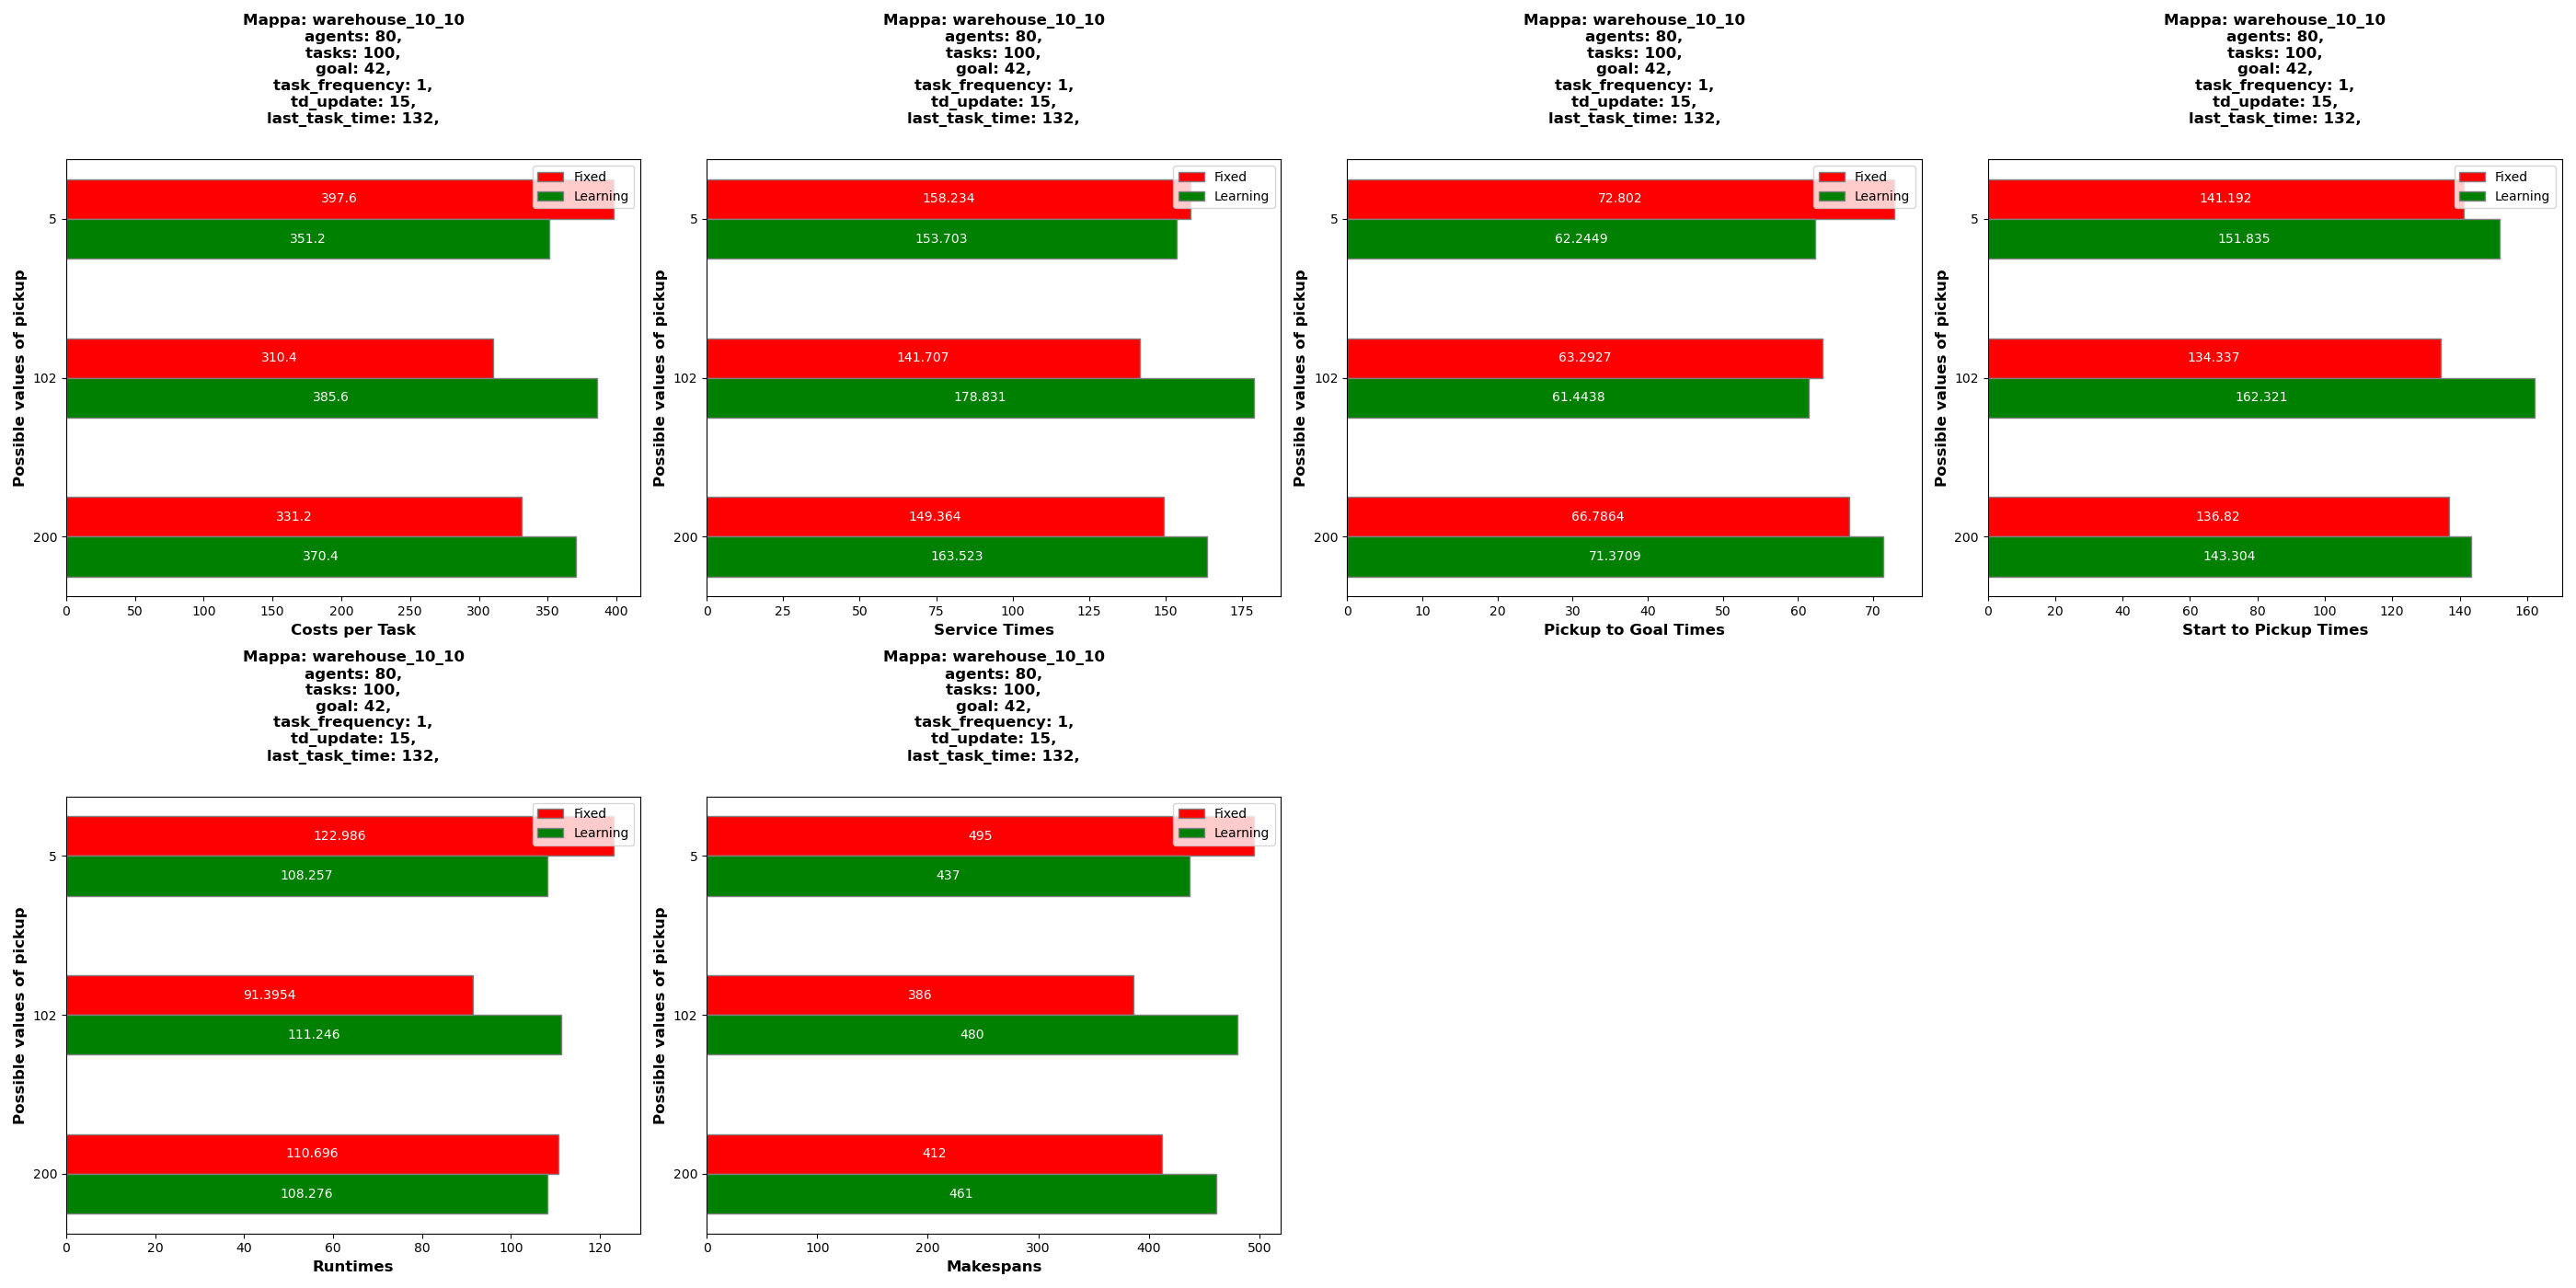 Mappa: warehouse_10_10
agents: 80,
tasks: 100,
goal: 42,
task_frequency: 1,
td_update: 15,
last_task_time: 132,
Possible values of pickup
Fixed
Learning
5
397.6
351.2
102
310.4
385.6
200
331.2
370.4
0 50 100 150 200 250 300 350 400
Costs per Task
Mappa: warehouse_10_10
agents: 80,
tasks: 100,
goal: 42,
task_frequency: 1,
td_update: 15,
last_task_time: 132,
Possible values of pickup
Fixed
Learning
5
158.234
153.703
102
141.707
178.831
200
149.364
163.523
0 25 50 75 100 125 150 175
Service Times
Mappa: warehouse_10_10
agents: 80,
tasks: 100,
goal: 42,
task_frequency: 1,
td_update: 15,
last_task_time: 132,
Possible values of pickup
Fixed
Learning
5
72.802
62.2449
102
63.2927
61.4438
200
66.7864
71.3709
0 10 20 30 40 50 60 70
Pickup to Goal Times
Mappa: warehouse_10_10
agents: 80,
tasks: 100,
goal: 42,
task_frequency: 1,
td_update: 15,
last_task_time: 132,
Possible values of pickup
Fixed
Learning
5
141.192
151.835
102
134.337
162.321
200
136.82
143.304
0 20 40 60 80 100 120 140 160
Start to Pickup Times
Mappa: warehouse_10_10
agents: 80,
tasks: 100,
goal: 42,
task_frequency: 1,
td_update: 15,
last_task_time: 132,
Possible values of pickup
Fixed
Learning
5
122.986
108.257
102
91.3954
111.246
200
110.696
108.276
0 20 40 60 80 100 120
Runtimes
Mappa: warehouse_10_10
agents: 80,
tasks: 100,
goal: 42,
task_frequency: 1,
td_update: 15,
last_task_time: 132,
Possible values of pickup
Fixed
Learning
5
495
437
102
386
480
200
412
461
0 100 200 300 400 500
Makespans